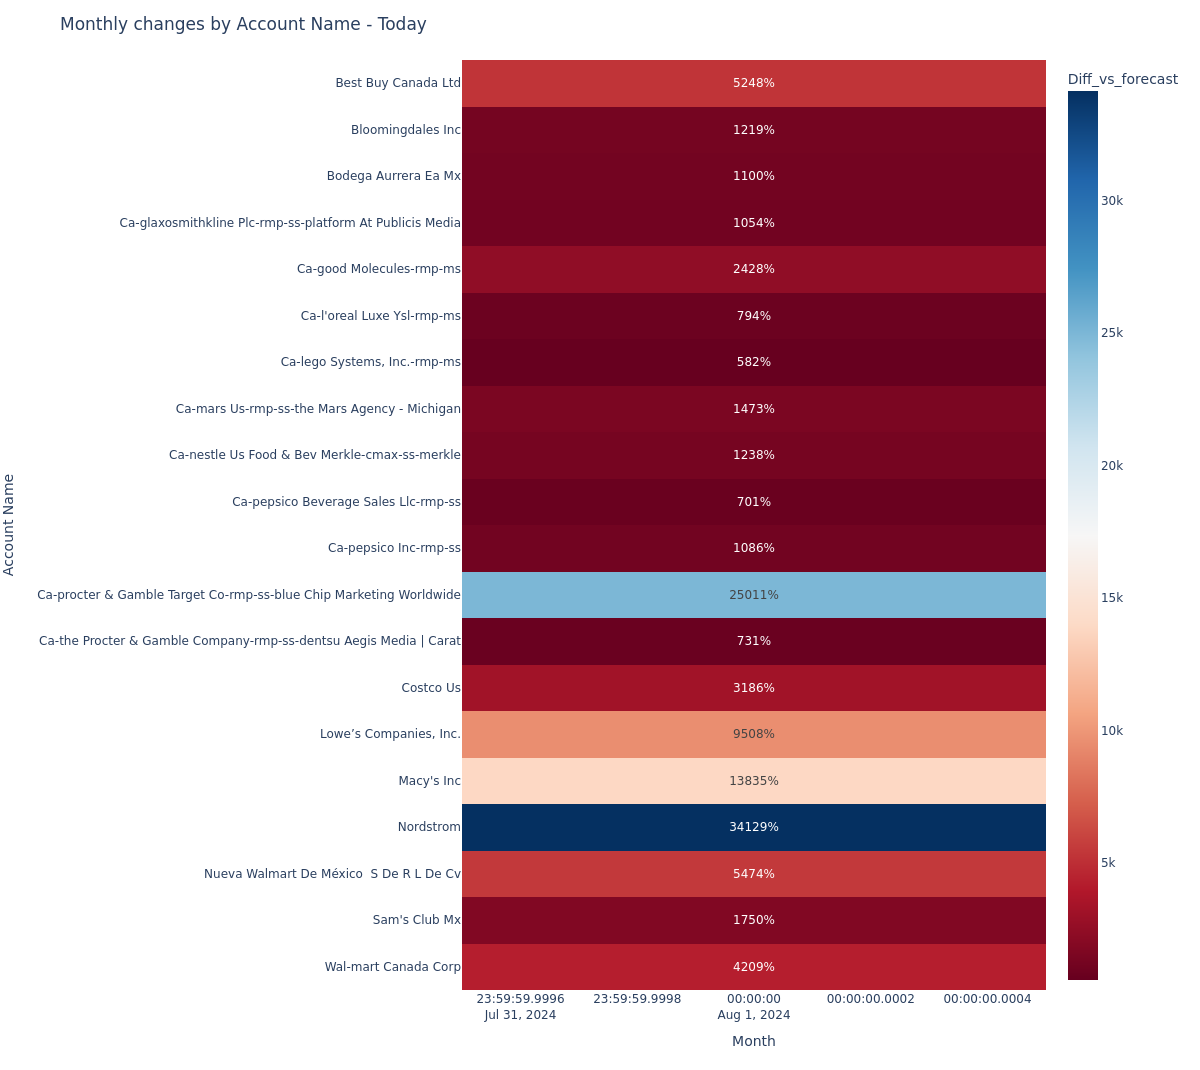 Monthly changes by Account Name - Today
Diff_vs_forecast
Best Buy Canada Ltd 5248%
Bloomingdales Inc 1219%
Bodega Aurrera Ea Mx 1100%
Ca-glaxosmithkline Plc-rmp-ss-platform At Publicis Media 1054%
Ca-good Molecules-rmp-ms 2428%
Ca-l'oreal Luxe Ysl-rmp-ms 794%
Ca-lego Systems, Inc.-rmp-ms 582%
Ca-mars Us-rmp-ss-the Mars Agency - Michigan 1473%
Ca-nestle Us Food & Bev Merkle-cmax-ss-merkle 1238%
Ca-pepsico Beverage Sales Llc-rmp-ss 701%
Ca-pepsico Inc-rmp-ss 1086%
Ca-procter & Gamble Target Co-rmp-ss-blue Chip Marketing Worldwide 25011%
Ca-the Procter & Gamble Company-rmp-ss-dentsu Aegis Media | Carat 731%
Costco Us 3186%
Lowe’s Companies, Inc. 9508%
Macy's Inc 13835%
Nordstrom 34129%
Nueva Walmart De México  S De R L De Cv 5474%
Sam's Club Mx 1750%
Wal-mart Canada Corp 4209%
30k
25k
20k
15k
10k
5k
Account Name
23:59:59.9996 23:59:59.9998 00:00:00 00:00:00.0002 00:00:00.0004
Jul 31, 2024 Aug 1, 2024
Month